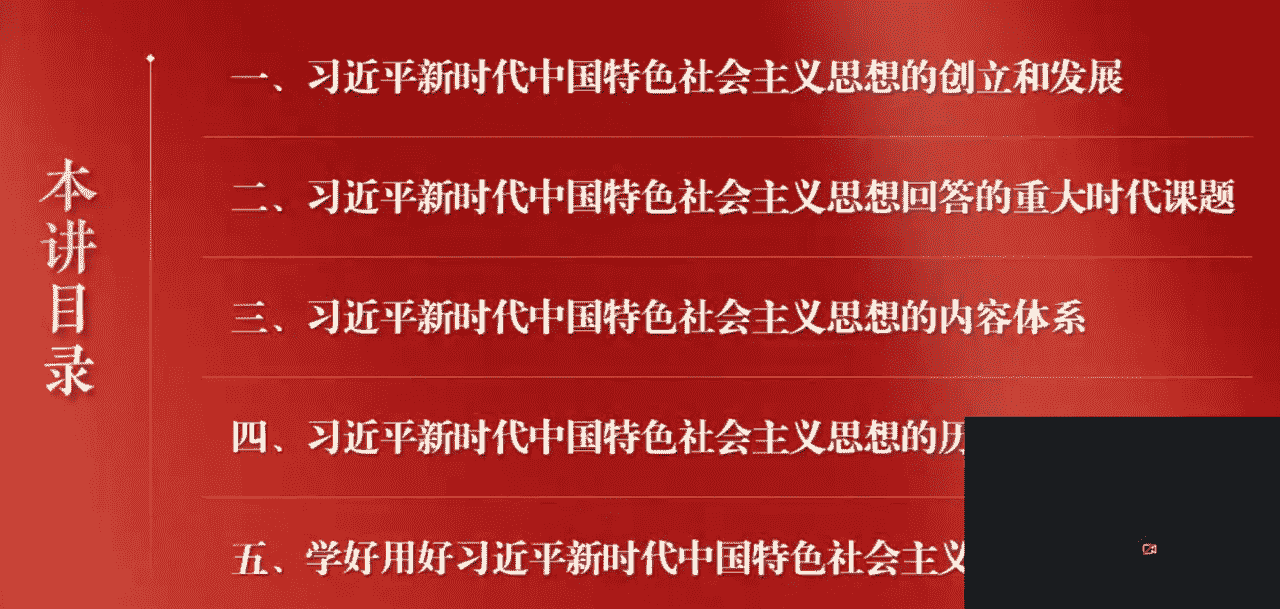 本讲目录
一、习近平新时代中国特色社会主义思想的创立和发展
二、习近平新时代中国特色社会主义思想回答的重大时代课题
三、习近平新时代中国特色社会主义思想的内容体系
四、习近平新时代中国特色社会主义思想的历
五、学好用好习近平新时代中国特色社会主义